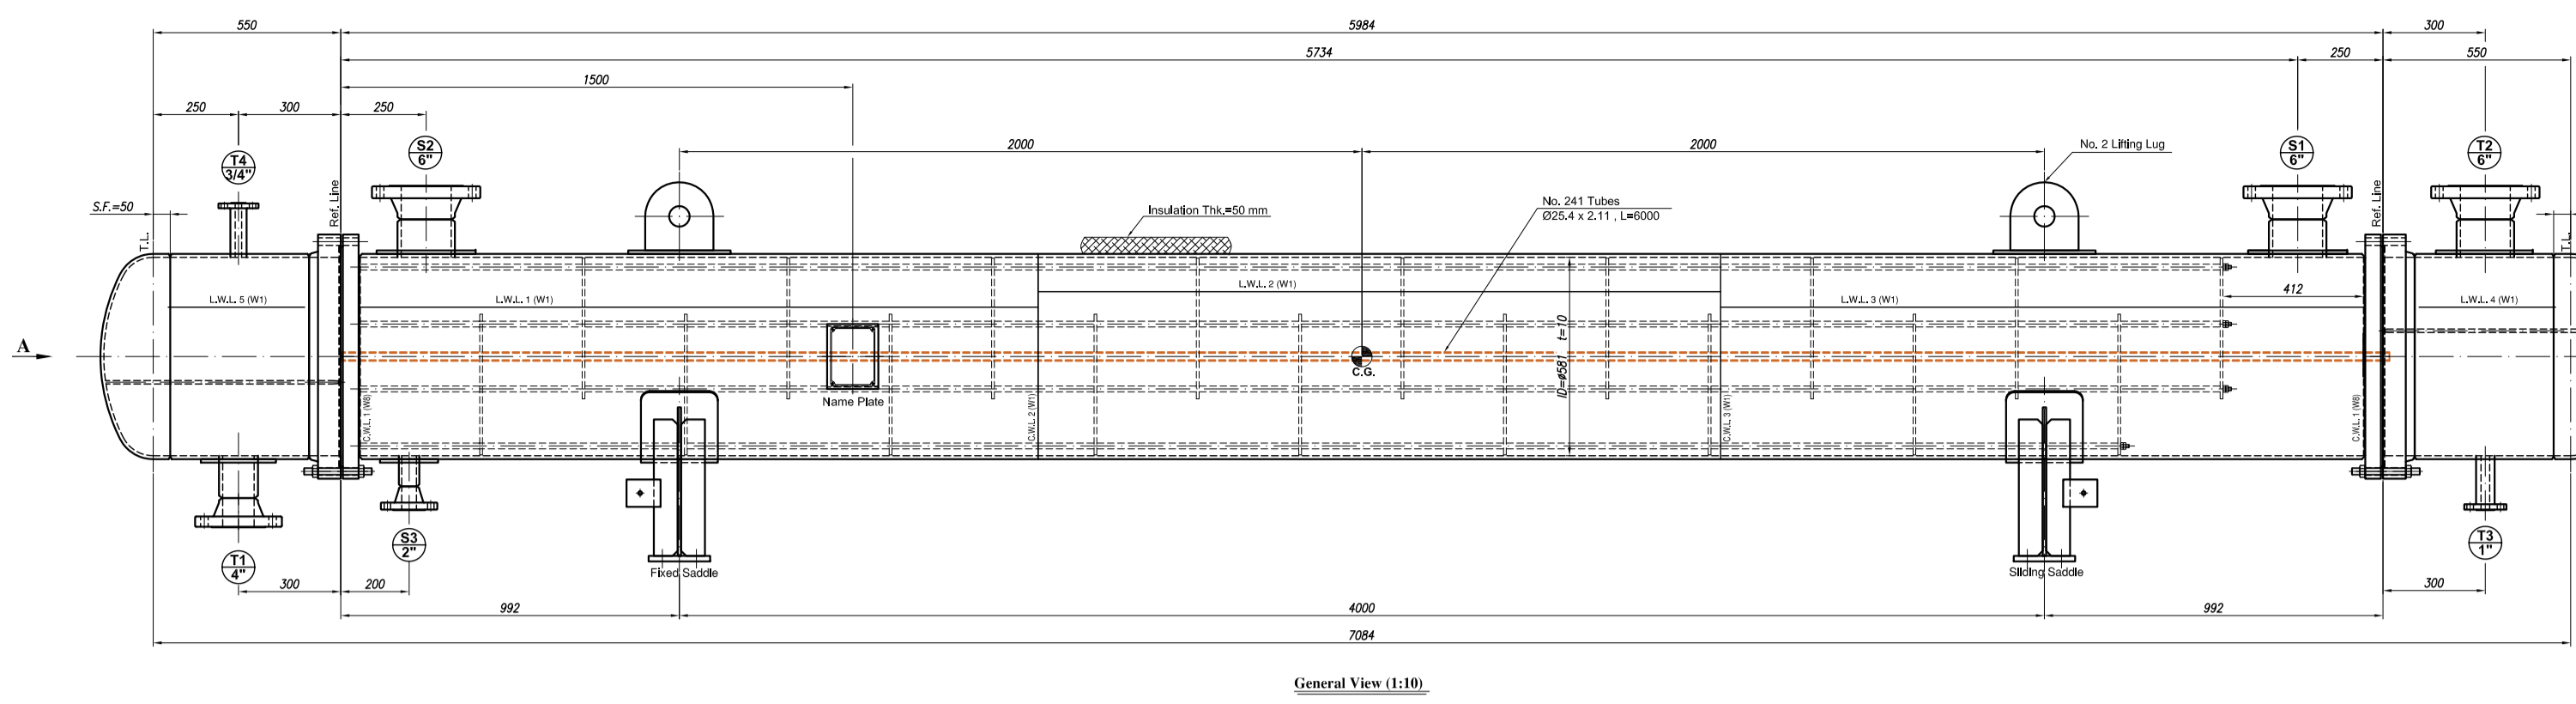 550
5984
300
5734
250
550
1500
250
300
250
2000
2000
T4
3/4"
S2
6"
No. 2 Lifting Lug
S1
6"
T2
6"
S.F.=50
T.L.
Ref. Line
Insulation Thk.=50 mm
No. 241 Tubes
Ø25.4 x 2.11 , L=6000
Ref. Line
T.L.
L.W.L. 5 (W1)
L.W.L. 1 (W1)
L.W.L. 2 (W1)
L.W.L. 3 (W1)
412
L.W.L. 4 (W1)
A
ID=ø581 t=10
C.G.
Name Plate
C.W.L. 1 (W8)
C.W.L. 2 (W1)
C.W.L. 3 (W1)
C.W.L. 1 (W8)
T1
4"
S3
2"
Fixed Saddle
Sliding Saddle
T3
1"
300
200
300
992
4000
992
7084
General View (1:10)